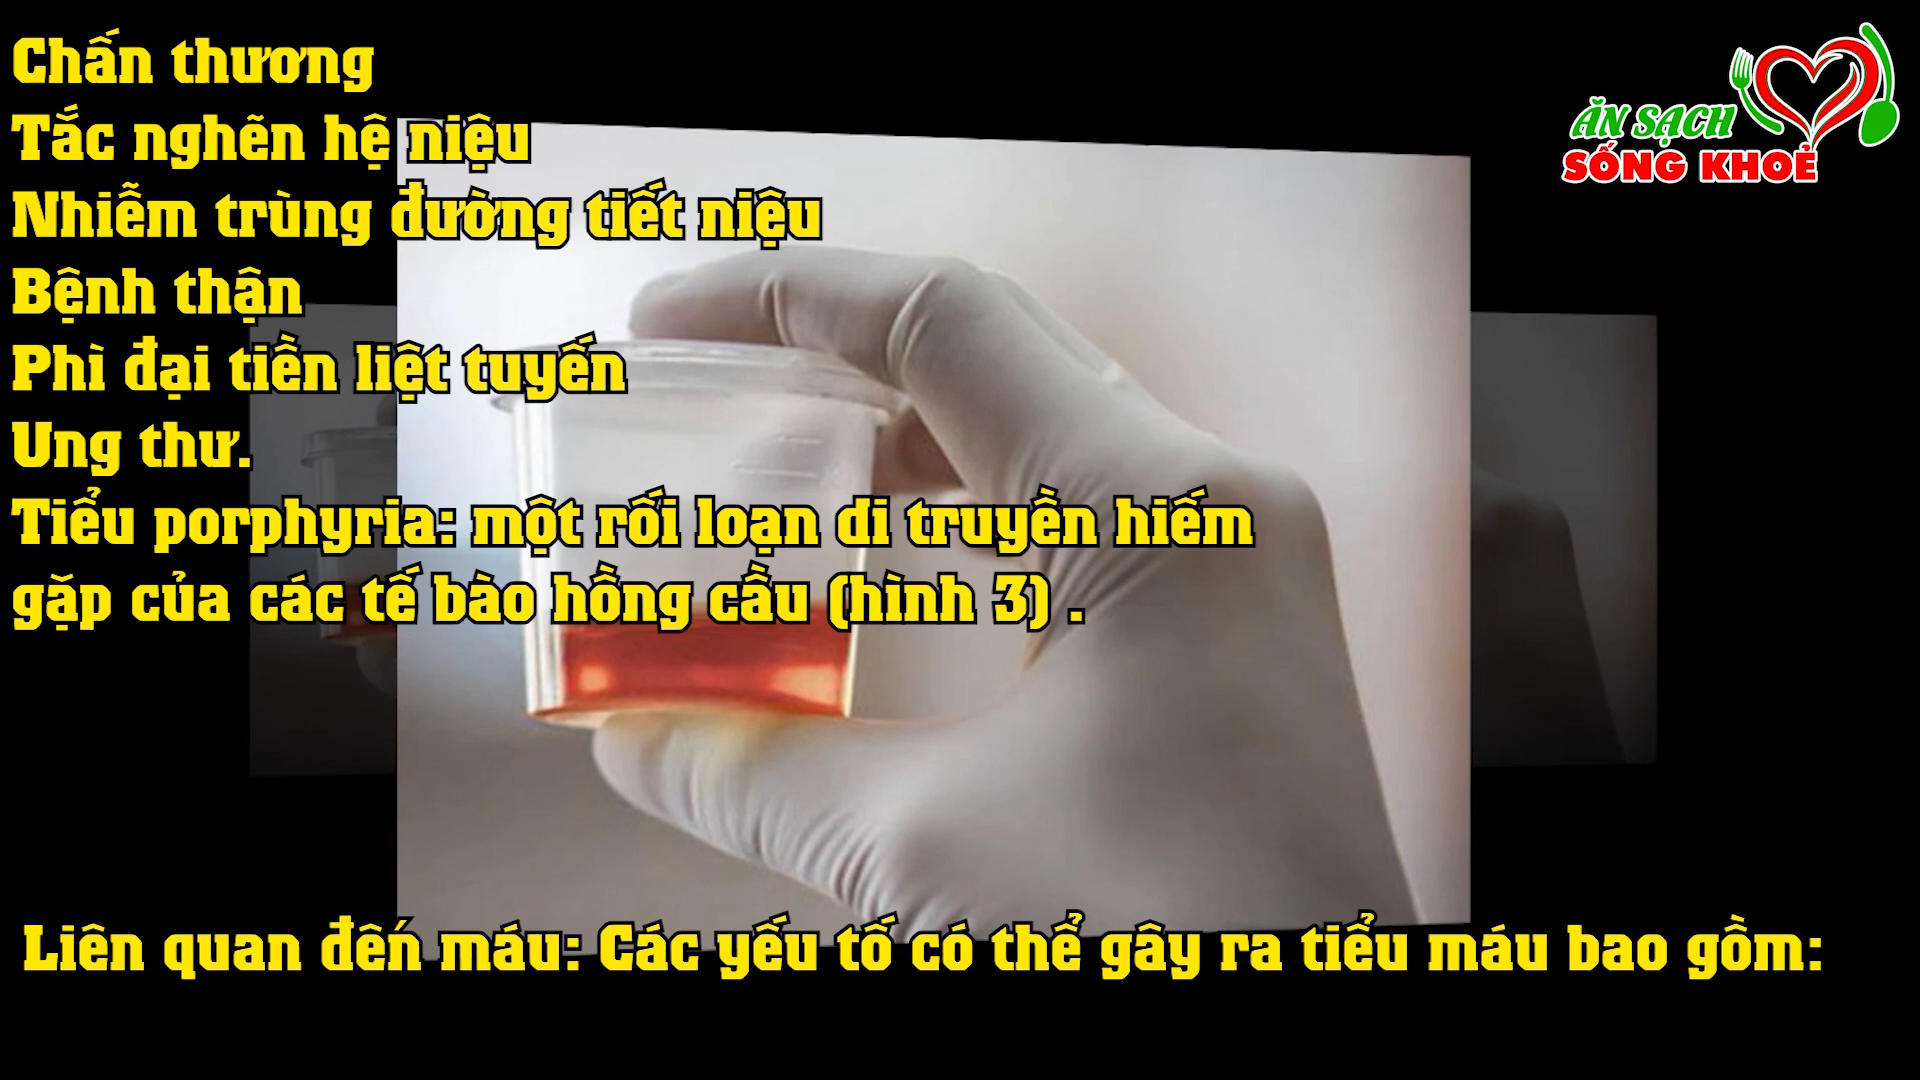 Chấn thương
Tắc nghẽn hệ niệu
Nhiễm trùng đường tiết niệu
Bệnh thận
Phì đại tiền liệt tuyến
Ung thư.
Tiểu porphyria: một rối loạn di truyền hiếm
gặp của các tế bào hồng cầu (hình 3) .
Liên quan đến máu: Các yếu tố có thể gây ra tiểu máu bao gồm:
ĂN SẠCH
SỐNG KHOẺ